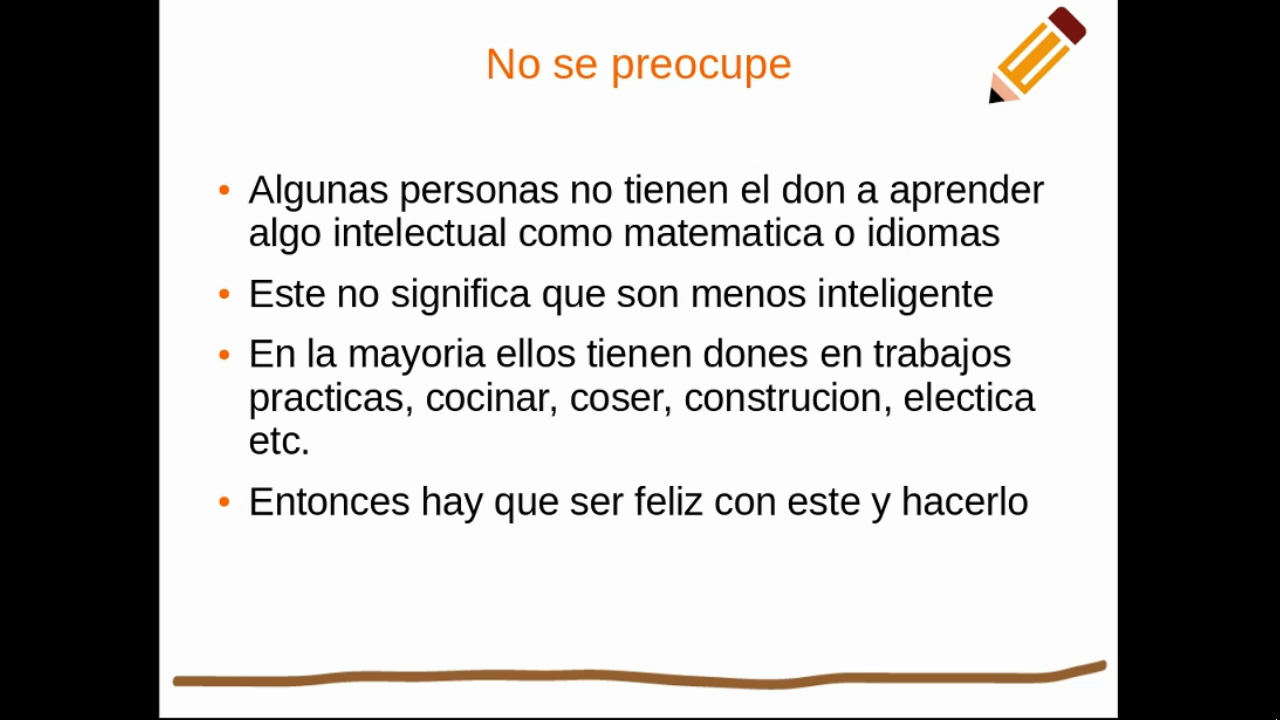 No se preocupe
• Algunas personas no tienen el don a aprender
algo intelectual como matematica o idiomas
• Este no significa que son menos inteligente
• En la mayoria ellos tienen dones en trabajos
practicas, cocinar, coser, construcion, electica
etc.
• Entonces hay que ser feliz con este y hacerlo